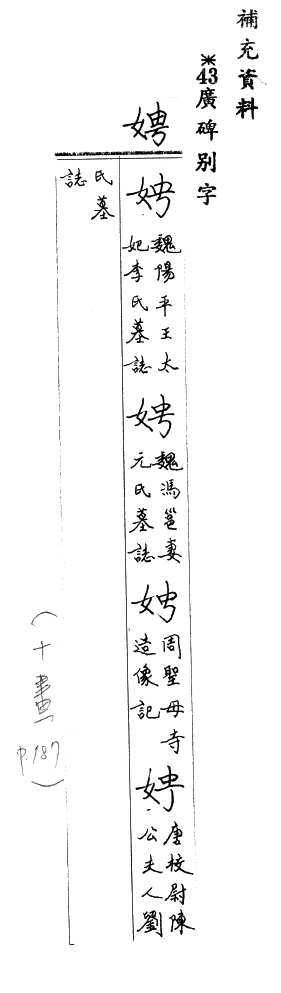 補充資料
※43廣碑別字
娉
娉 魏陽平王太
妃李氏墓誌
娉 魏馮邕妻
元氏墓誌
娉 周聖母寺
造像記
娉 唐校尉陳
公夫人劉
氏墓
誌
(十畫
p.187)